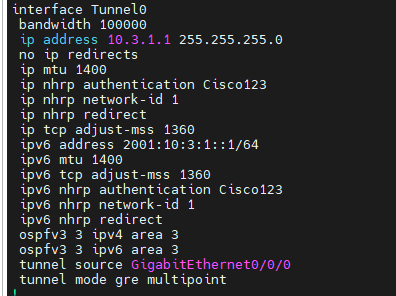 interface Tunnel0
bandwidth 100000
ip address 10.3.1.1 255.255.255.0
no ip redirects
ip mtu 1400
ip nhrp authentication Cisco123
ip nhrp network-id 1
ip nhrp redirect
ip tcp adjust-mss 1360
ipv6 address 2001:10:3:1::1/64
ipv6 mtu 1400
ipv6 tcp adjust-mss 1360
ipv6 nhrp authentication Cisco123
ipv6 nhrp network-id 1
ipv6 nhrp redirect
ospfv3 3 ipv4 area 3
ospfv3 3 ipv6 area 3
tunnel source GigabitEthernet0/0/0
tunnel mode gre multipoint